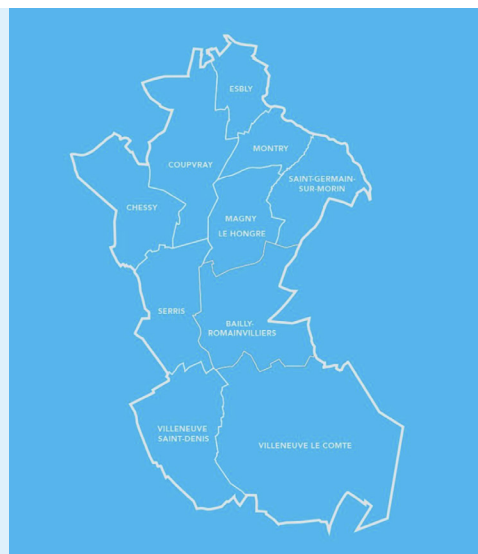 ESBLY
MONTRY
COUPVRAY
SAINT-GERMAIN-
SUR-MORIN
CHESSY
MAGNY
LE HONGRE
SERRIS
BAILLY-
ROMAINVILLIERS
VILLENEUVE
SAINT-DENIS
VILLENEUVE LE COMTE